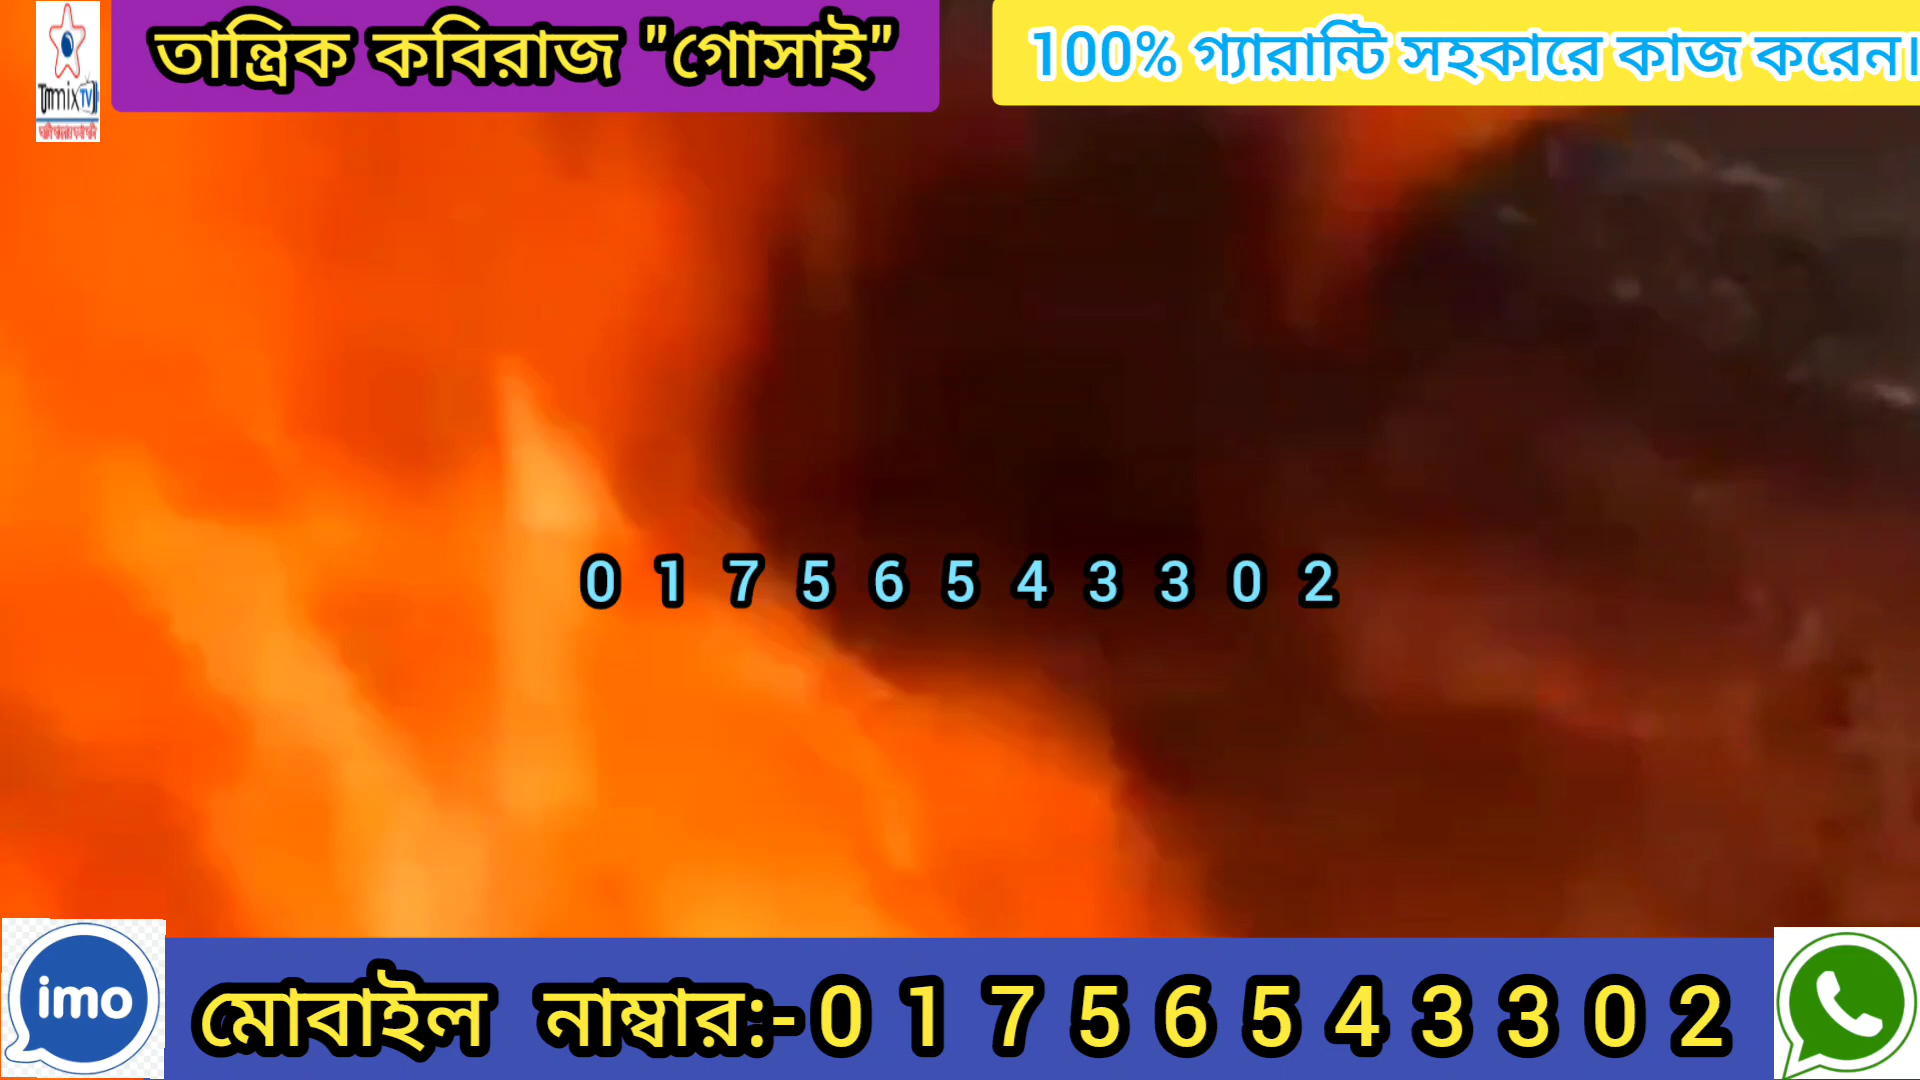 তান্ত্রিক কবিরাজ "গোসাই"
100% গ্যারান্টি সহকারে কাজ করেন।
TmmixTV
0 1 7 5 6 5 4 3 3 0 2
imo
মোবাইল নাম্বার:-0 1 7 5 6 5 4 3 3 0 2